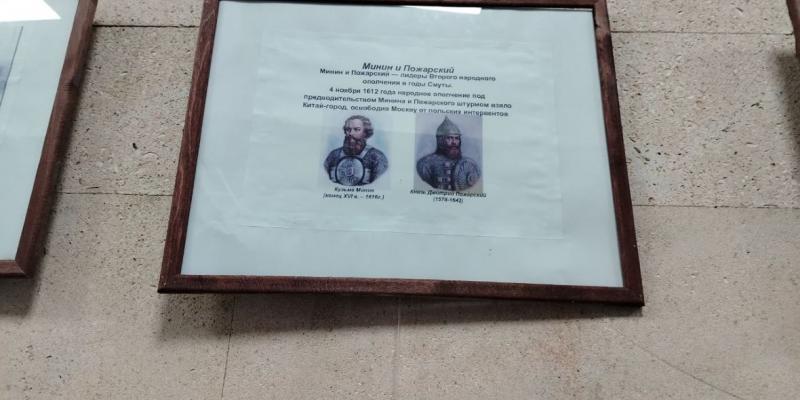 Минин и Пожарский
Минин и Пожарский — лидеры Второго народного
ополчения в годы Смуты.
4 ноября 1612 года народное ополчение под
предводительством Минина и Пожарского штурмом взяло
Китай-город, освободив Москву от польских интервентов
Кузьма Минин
(конец XVI в. – 1616г.)
Князь Дмитрий Пожарский
(1578-1642)